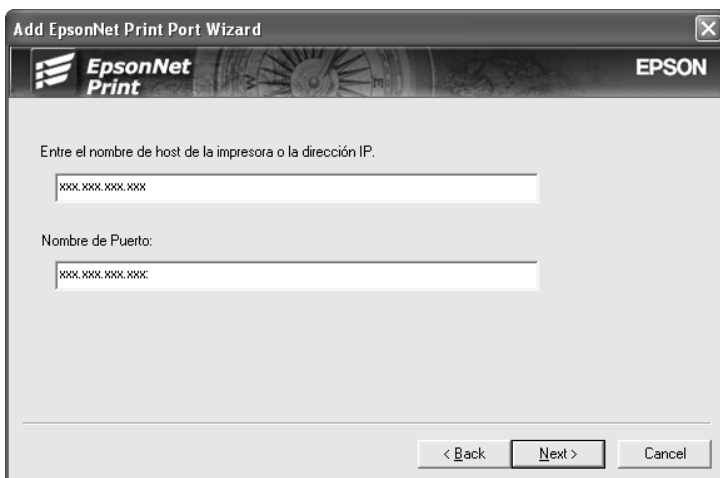 Add EpsonNet Print Port Wizard
EpsonNet
Print
EPSON
Entre el nombre de host de la impresora o la dirección IP.
xxx.xxx.xxx.xxx
Nombre de Puerto:
xxx.xxx.xxx.xxx:
< Back
Next >
Cancel